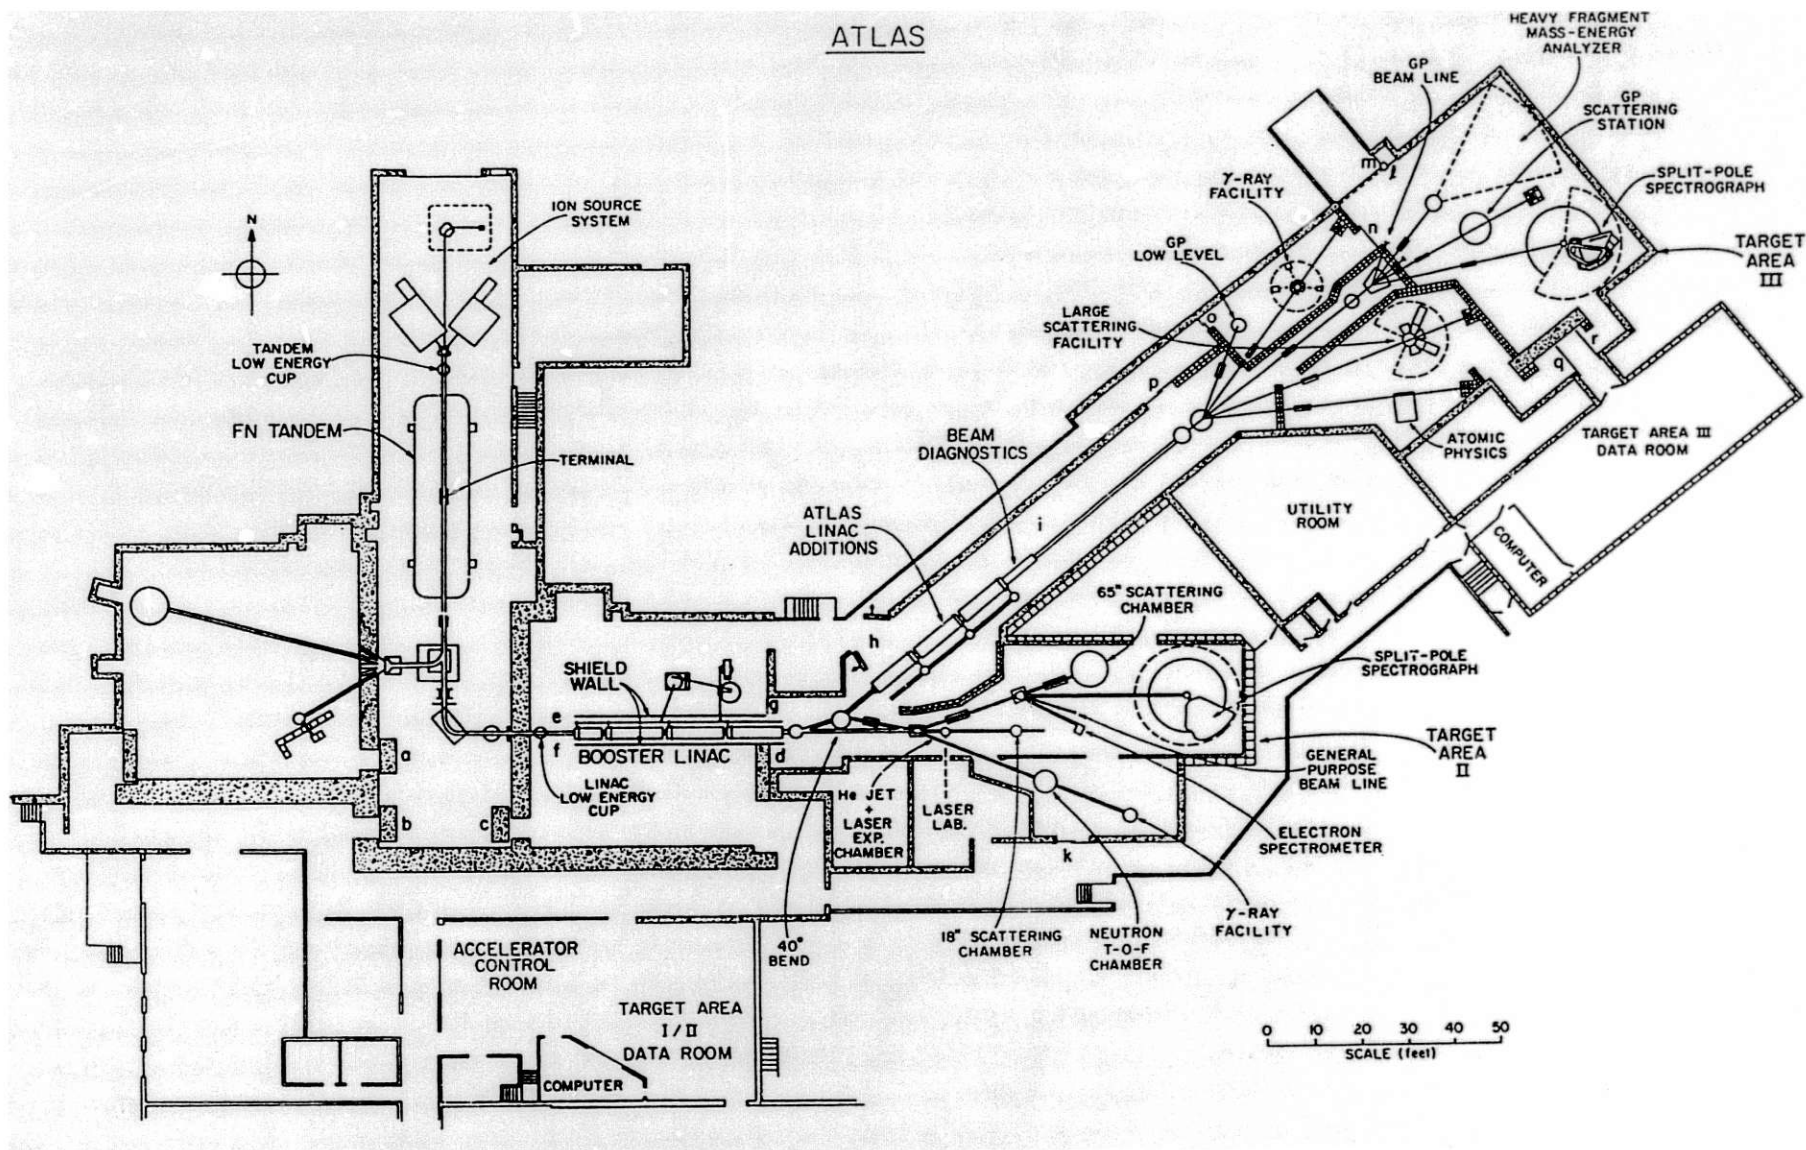 ATLAS
HEAVY FRAGMENT
MASS-ENERGY
ANALYZER
GP
BEAM LINE
GP
SCATTERING
STATION
SPLIT-POLE
SPECTROGRAPH
TARGET
AREA
III
γ-RAY
FACILITY
GP
LOW LEVEL
LARGE
SCATTERING
FACILITY
m
l
n
o
p
r
q
N
ION SOURCE
SYSTEM
TANDEM
LOW ENERGY
CUP
FN TANDEM
TERMINAL
BEAM
DIAGNOSTICS
ATLAS
LINAC
ADDITIONS
i
ATOMIC
PHYSICS
TARGET AREA III
DATA ROOM
UTILITY
ROOM
COMPUTER
65" SCATTERING
CHAMBER
SPLIT-POLE
SPECTROGRAPH
h
SHIELD
WALL
e
f
g
d
BOOSTER LINAC
LINAC
LOW ENERGY
CUP
a
b
c
TARGET
AREA
II
GENERAL
PURPOSE
BEAM LINE
He JET
+
LASER
EXP.
CHAMBER
LASER
LAB.
ELECTRON
SPECTROMETER
k
γ-RAY
FACILITY
NEUTRON
T-O-F
CHAMBER
18" SCATTERING
CHAMBER
40°
BEND
ACCELERATOR
CONTROL
ROOM
TARGET AREA
I/II
DATA ROOM
COMPUTER
0 10 20 30 40 50
SCALE (feet)